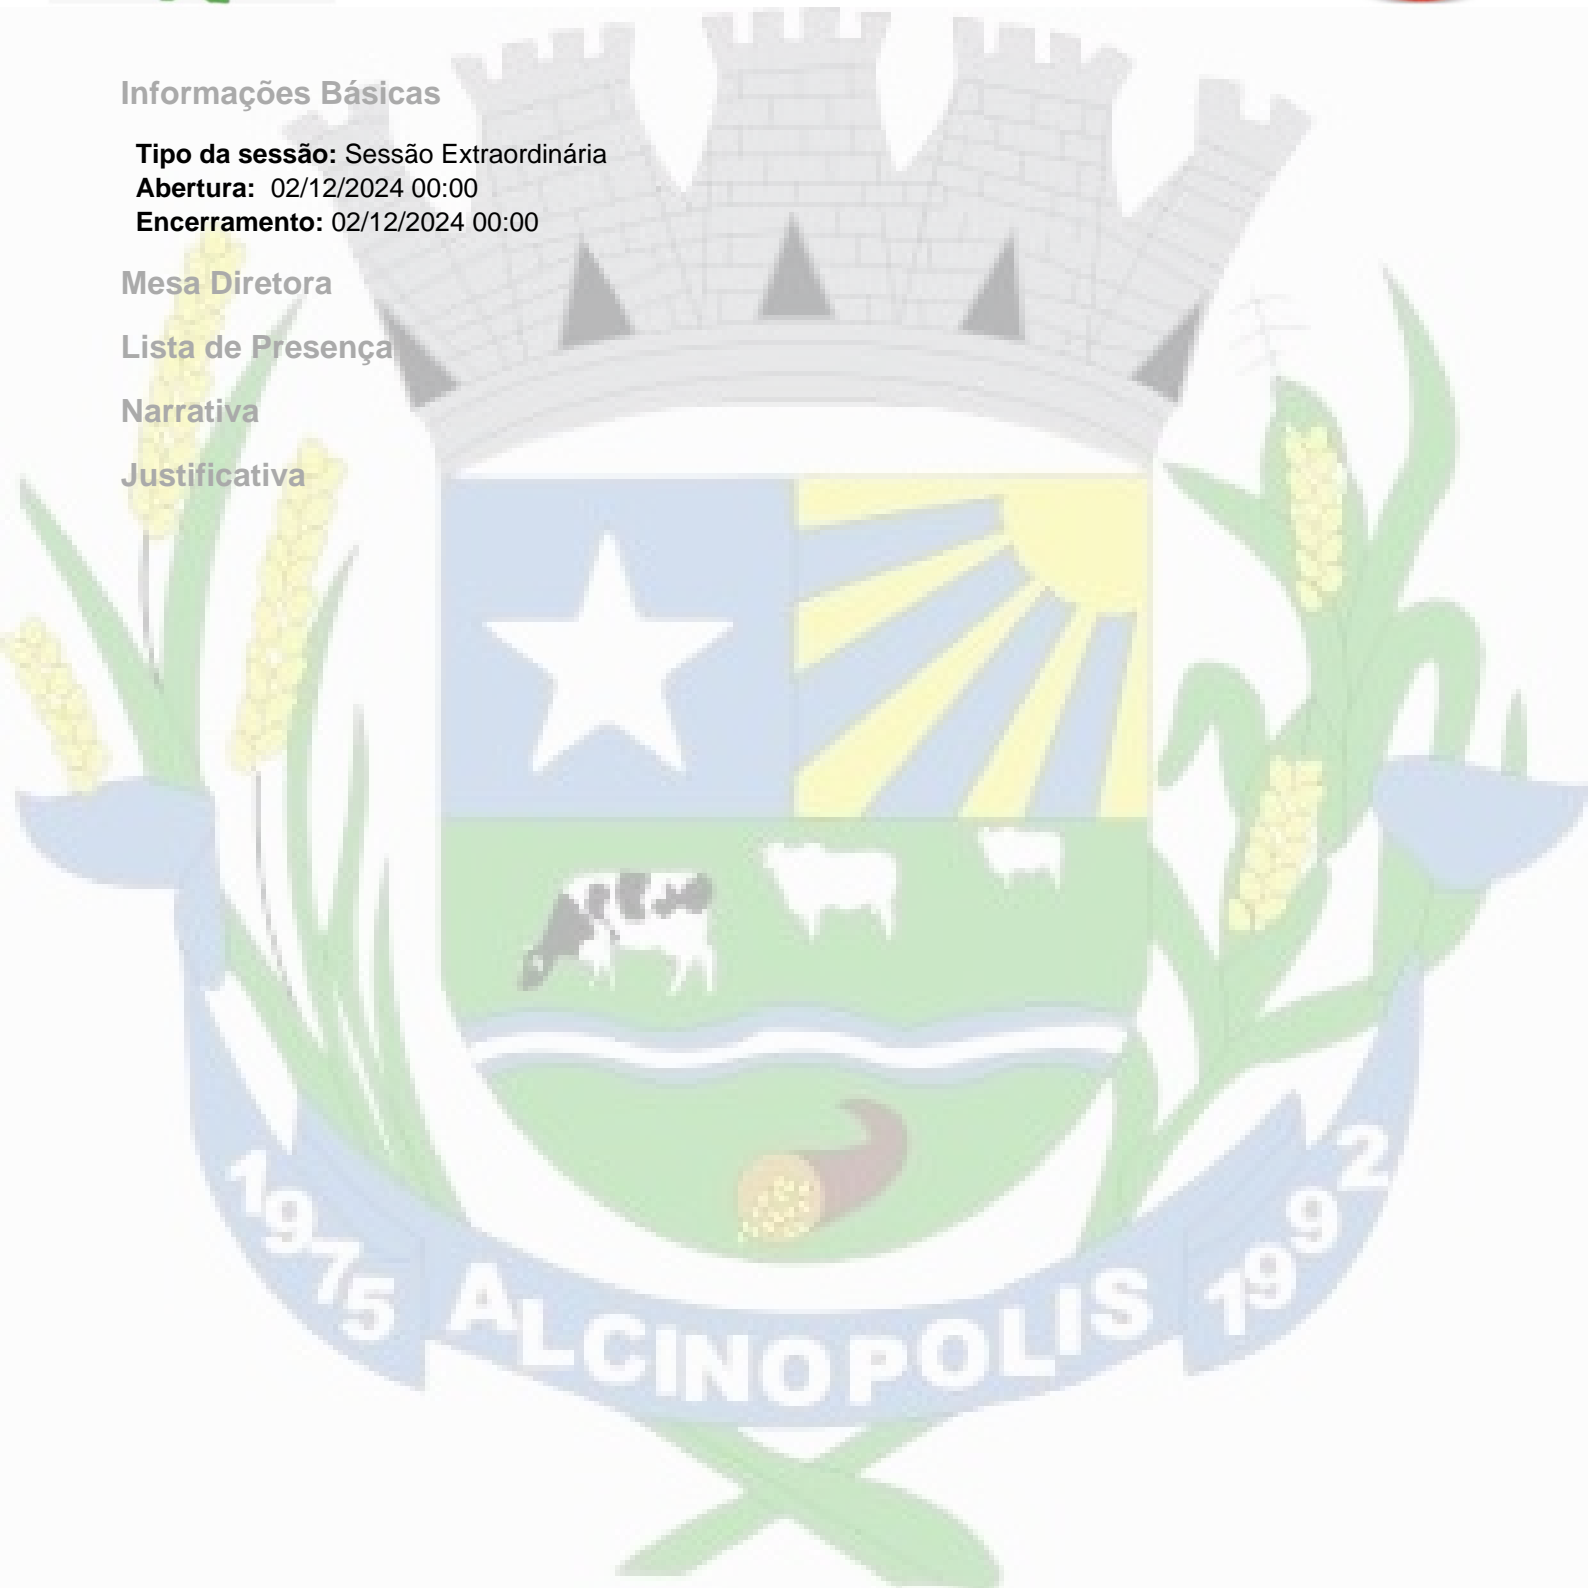 Informações Básicas
Tipo da sessão: Sessão Extraordinária
Abertura: 02/12/2024 00:00
Encerramento: 02/12/2024 00:00
Mesa Diretora
Lista de Presença
Narrativa
Justificativa
1975 ALCINOPOLIS 1992